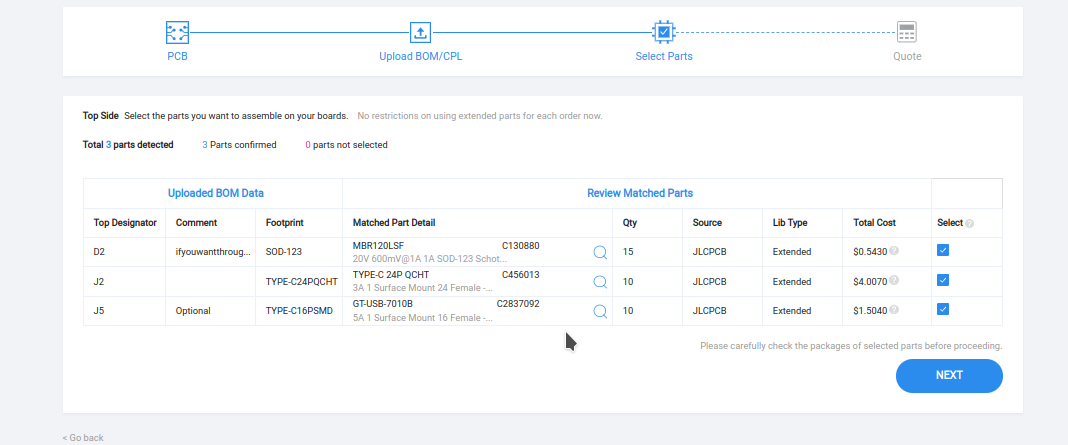 PCB
Upload BOM/CPL
Select Parts
Quote
Top Side Select the parts you want to assemble on your boards. No restrictions on using extended parts for each order now.
Total 3 parts detected 3 Parts confirmed 0 parts not selected
Uploaded BOM Data Review Matched Parts
Top Designator Comment Footprint Matched Part Detail Qty Source Lib Type Total Cost Select ?
D2 ifyouwantthroug... SOD-123 MBR120LSF C130880 15 JLCPCB Extended $0.5430 ?
20V 600mV@1A 1A SOD-123 Schot...
J2 TYPE-C24PQCHT TYPE-C 24P QCHT C456013 10 JLCPCB Extended $4.0070 ?
3A 1 Surface Mount 24 Female -...
J5 Optional TYPE-C16PSMD GT-USB-7010B C2837092 10 JLCPCB Extended $1.5040 ?
5A 1 Surface Mount 16 Female -...
Please carefully check the packages of selected parts before proceeding.
NEXT
< Go back